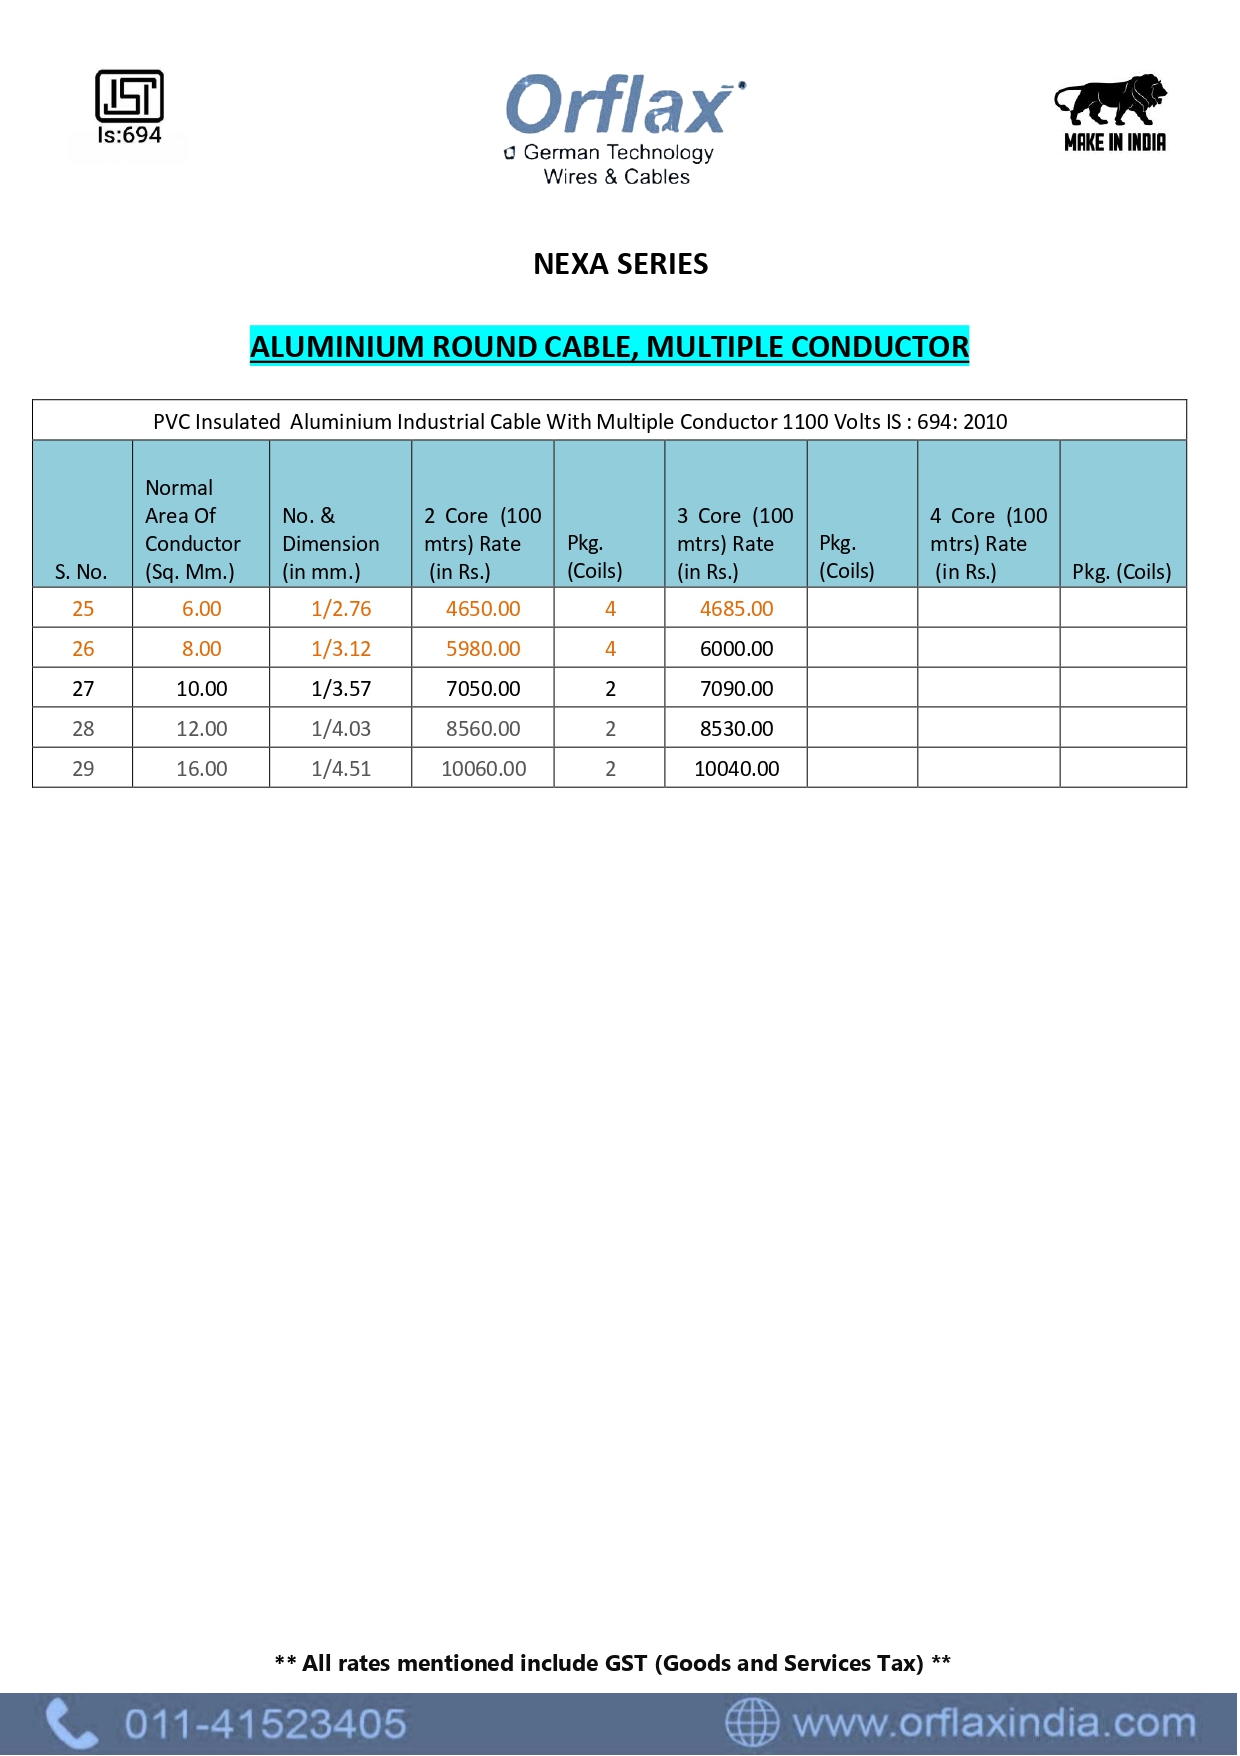 Is:694
Orflax
German Technology
Wires & Cables
MAKE IN INDIA
NEXA SERIES
ALUMINIUM ROUND CABLE, MULTIPLE CONDUCTOR
PVC Insulated Aluminium Industrial Cable With Multiple Conductor 1100 Volts IS : 694: 2010
S. No. Normal Area Of Conductor (Sq. Mm.) No. & Dimension (in mm.) 2 Core (100 mtrs) Rate (in Rs.) Pkg. (Coils) 3 Core (100 mtrs) Rate (in Rs.) Pkg. (Coils) 4 Core (100 mtrs) Rate (in Rs.) Pkg. (Coils)
25 6.00 1/2.76 4650.00 4 4685.00
26 8.00 1/3.12 5980.00 4 6000.00
27 10.00 1/3.57 7050.00 2 7090.00
28 12.00 1/4.03 8560.00 2 8530.00
29 16.00 1/4.51 10060.00 2 10040.00
** All rates mentioned include GST (Goods and Services Tax) **
011-41523405 www.orflaxindia.com